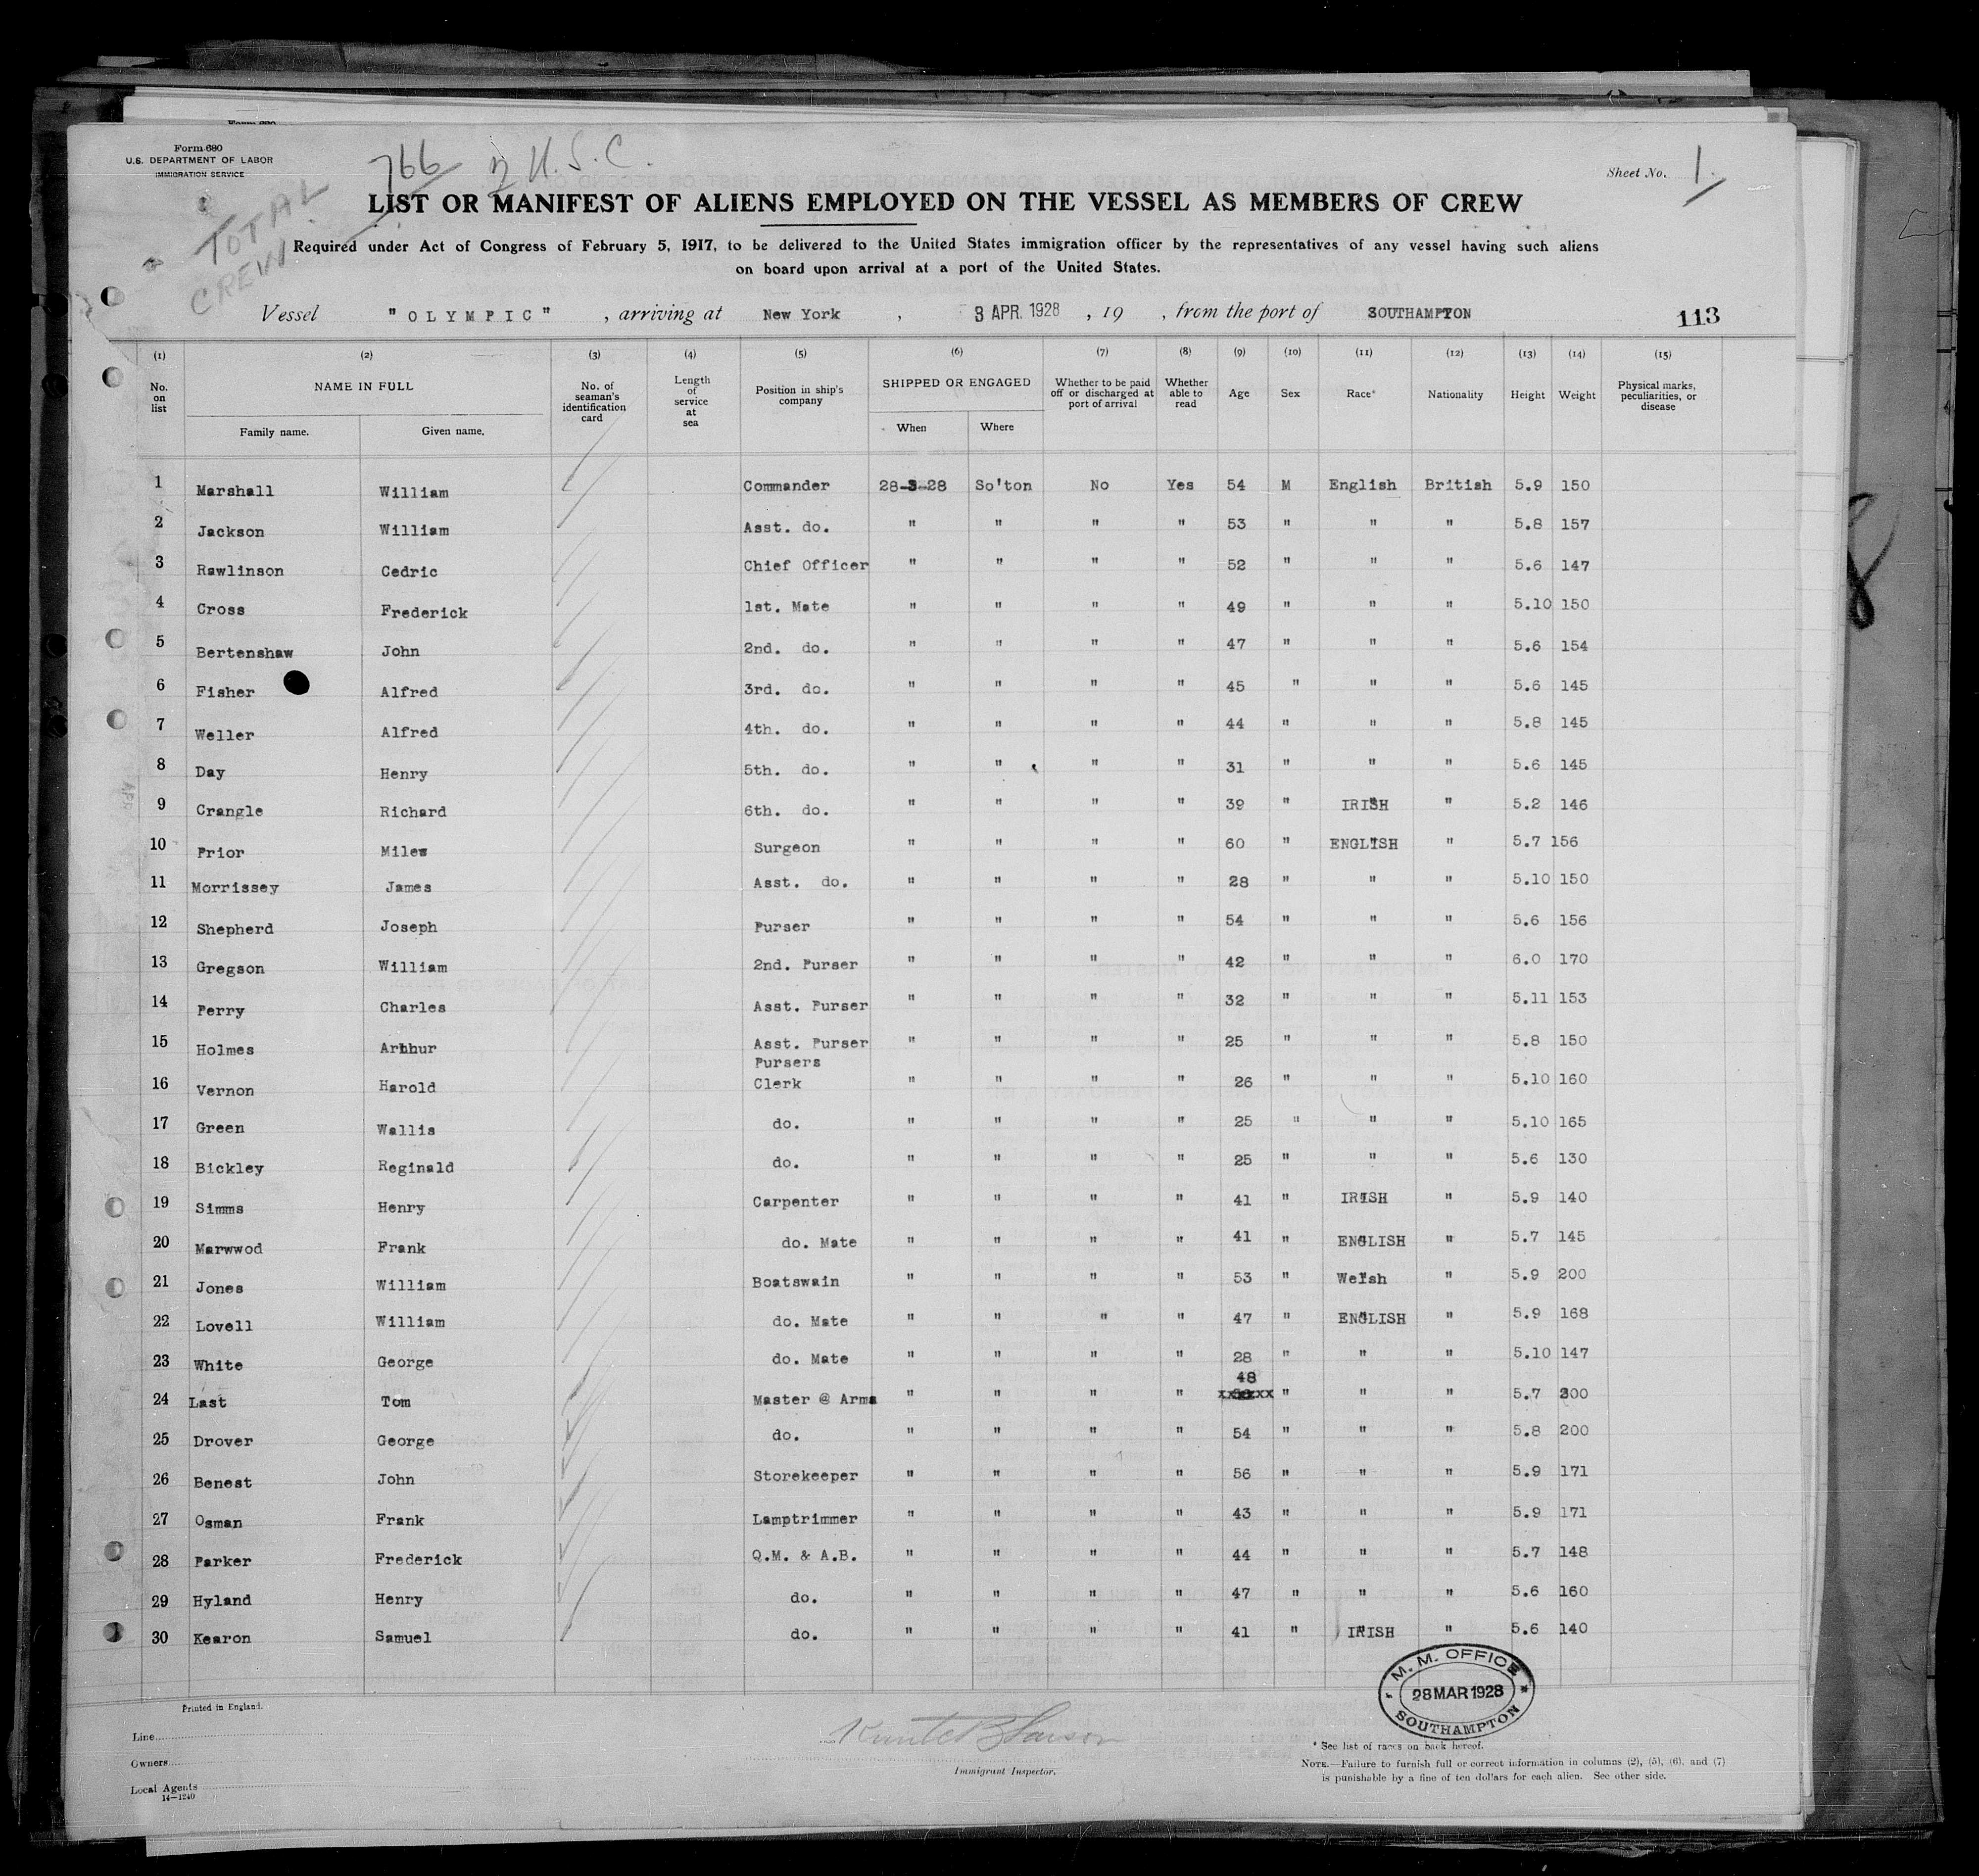 Form 680
U.S. DEPARTMENT OF LABOR
IMMIGRATION SERVICE
766 2 U.S.C.
TOTAL
CREW
Sheet No. 1.
LIST OR MANIFEST OF ALIENS EMPLOYED ON THE VESSEL AS MEMBERS OF CREW
Required under Act of Congress of February 5, 1917, to be delivered to the United States immigration officer by the representatives of any vessel having such aliens
on board upon arrival at a port of the United States.
Vessel "OLYMPIC" , arriving at New York , 3 APR. 1928 , 19 , from the port of SOUTHAMPTON 113
(1) (2) (3) (4) (5) (6) (7) (8) (9) (10) (11) (12) (13) (14) (15)
No. on list NAME IN FULL Family name. Given name. No. of seaman's identification card Length of service at sea Position in ship's company SHIPPED OR ENGAGED When Where Whether to be paid off or discharged at port of arrival Whether able to read Age Sex Race* Nationality Height Weight Physical marks, peculiarities, or disease
1 Marshall William Commander 28-3-28 So'ton No Yes 54 M English British 5.9 150
2 Jackson William Asst. do. " " " " 53 " " " 5.8 157
3 Rawlinson Cedric Chief Officer " " " " 52 " " " 5.6 147
4 Cross Frederick 1st. Mate " " " " 49 " " " 5.10 150
5 Bertenshaw John 2nd. do. " " " " 47 " " " 5.6 154
6 Fisher Alfred 3rd. do. " " " " 45 " " " 5.6 145
7 Weller Alfred 4th. do. " " " " 44 " " " 5.8 145
8 Day Henry 5th. do. " " " " 31 " " " 5.6 145
9 Crangle Richard 6th. do. " " " " 39 " IRISH " 5.2 146
10 Prior Miles Surgeon " " " " 60 " ENGLISH " 5.7 156
11 Morrissey James Asst. do. " " " " 28 " " " 5.10 150
12 Shepherd Joseph Purser " " " " 54 " " " 5.6 156
13 Gregson William 2nd. Purser " " " " 42 " " " 6.0 170
14 Perry Charles Asst. Purser " " " " 32 " " " 5.11 153
15 Holmes Arthur Asst. Purser " " " " 25 " " " 5.8 150
Pursers
16 Vernon Harold Clerk " " " " 26 " " " 5.10 160
17 Green Wallis do. " " " " 25 " " " 5.10 165
18 Bickley Reginald do. " " " " 25 " " " 5.6 130
19 Simms Henry Carpenter " " " " 41 " IRISH " 5.9 140
20 Marwwod Frank do. Mate " " " " 41 " ENGLISH " 5.7 145
21 Jones William Boatswain " " " " 53 " Welsh " 5.9 200
22 Lovell William do. Mate " " " " 47 " ENGLISH " 5.9 168
23 White George do. Mate " " " " 28 " " " 5.10 147
48
24 Last Tom Master @ Arms " " " " " " " 5.7 200
25 Drover George do. " " " " 54 " " " 5.8 200
26 Benest John Storekeeper " " " " 56 " " " 5.9 171
27 Osman Frank Lamptrimmer " " " " 43 " " " 5.9 171
28 Parker Frederick Q.M. & A.B. " " " " 44 " " " 5.7 148
29 Hyland Henry do. " " " " 47 " " " 5.6 160
30 Kearon Samuel do. " " " " 41 " IRISH " 5.6 140
M. M. OFFICE
28 MAR 1928
SOUTHAMPTON
Printed in England.
Line
Owners
Local Agents
14—1240
Immigrant Inspector.
* See list of races on back hereof.
NOTE.—Failure to furnish full or correct information in columns (2), (5), (6), and (7)
is punishable by a fine of ten dollars for each alien. See other side.